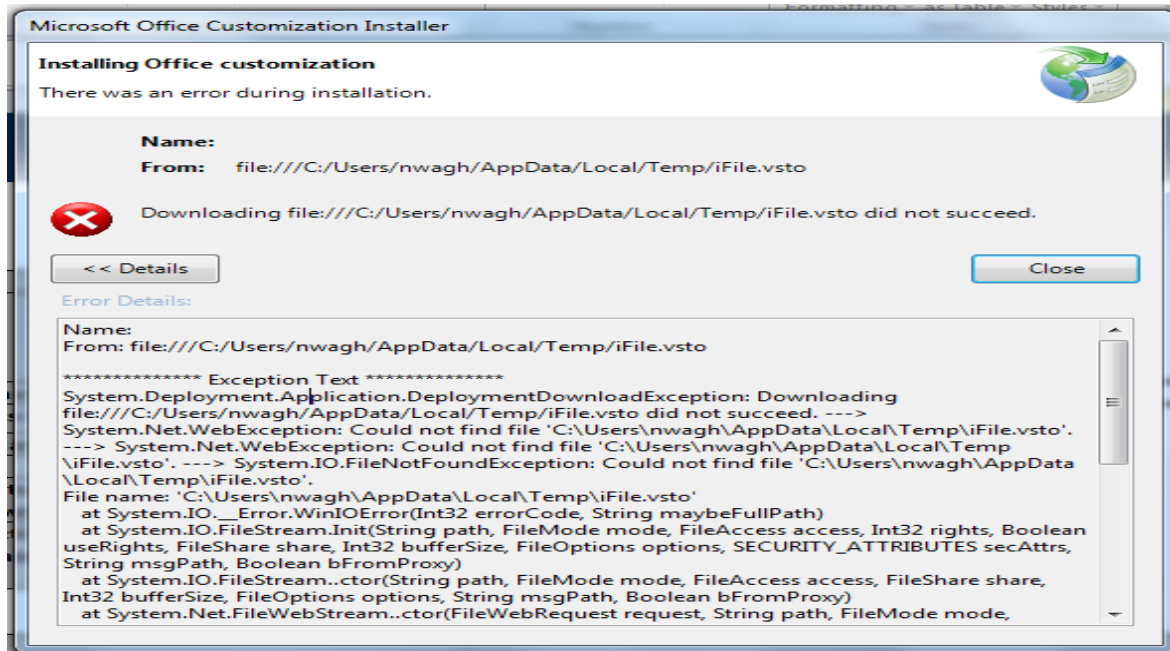 Formatting as Table Styles
Microsoft Office Customization Installer
Installing Office customization
There was an error during installation.
Name:
From: file:///C:/Users/nwagh/AppData/Local/Temp/iFile.vsto
Downloading file:///C:/Users/nwagh/AppData/Local/Temp/iFile.vsto did not succeed.
<< Details
Close
Error Details:
Name:
From: file:///C:/Users/nwagh/AppData/Local/Temp/iFile.vsto
************** Exception Text **************
System.Deployment.Application.DeploymentDownloadException: Downloading
file:///C:/Users/nwagh/AppData/Local/Temp/iFile.vsto did not succeed. --->
System.Net.WebException: Could not find file 'C:\Users\nwagh\AppData\Local\Temp\iFile.vsto'.
---> System.Net.WebException: Could not find file 'C:\Users\nwagh\AppData\Local\Temp
\iFile.vsto'. ---> System.IO.FileNotFoundException: Could not find file 'C:\Users\nwagh\AppData
\Local\Temp\iFile.vsto'.
File name: 'C:\Users\nwagh\AppData\Local\Temp\iFile.vsto'
at System.IO.__Error.WinIOError(Int32 errorCode, String maybeFullPath)
at System.IO.FileStream.Init(String path, FileMode mode, FileAccess access, Int32 rights, Boolean
useRights, FileShare share, Int32 bufferSize, FileOptions options, SECURITY_ATTRIBUTES secAttrs,
String msgPath, Boolean bFromProxy)
at System.IO.FileStream..ctor(String path, FileMode mode, FileAccess access, FileShare share,
Int32 bufferSize, FileOptions options, String msgPath, Boolean bFromProxy)
at System.Net.FileWebStream..ctor(FileWebRequest request, String path, FileMode mode,